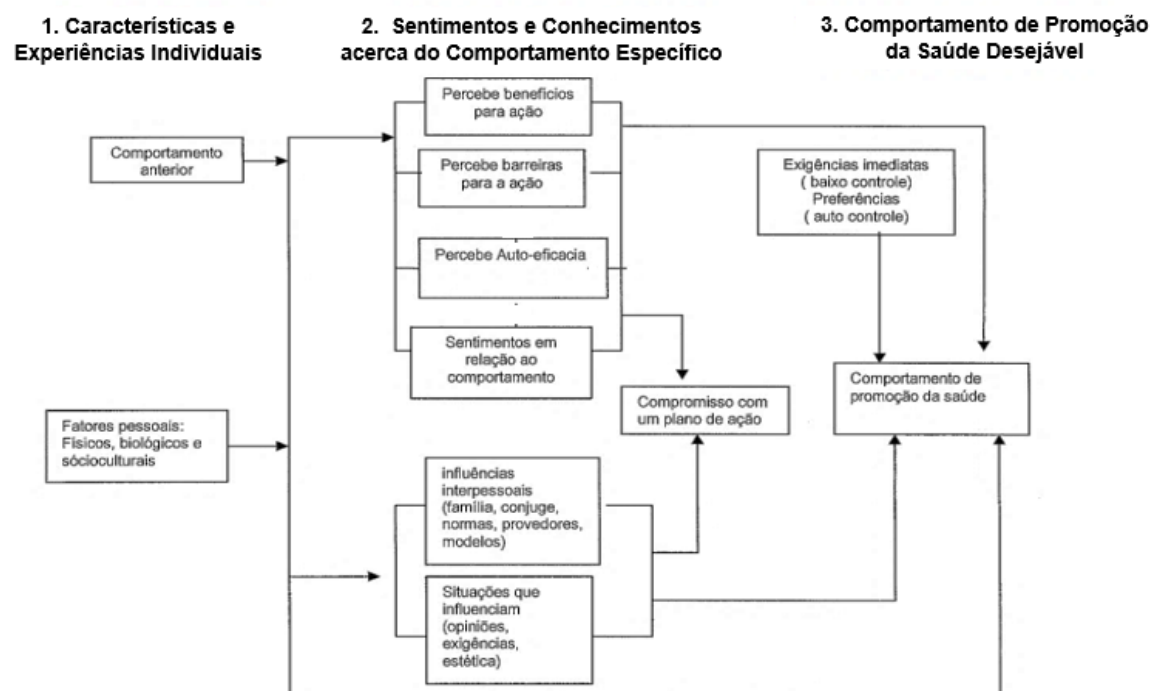 1. Características e
Experiências Individuais
2. Sentimentos e Conhecimentos
acerca do Comportamento Específico
3. Comportamento de Promoção
da Saúde Desejável
Comportamento
anterior
Fatores pessoais:
Físicos, biológicos e
sócioculturais
Percebe benefícios
para ação
Percebe barreiras
para a ação
Percebe Auto-eficacia
Sentimentos em
relação ao
comportamento
influências
interpessoais
(família, conjuge,
normas, provedores,
modelos)
Situações que
influenciam
(opiniões,
exigências,
estética)
Compromisso com
um plano de ação
Exigências imediatas
( baixo controle)
Preferências
( auto controle)
Comportamento de
promoção da saúde